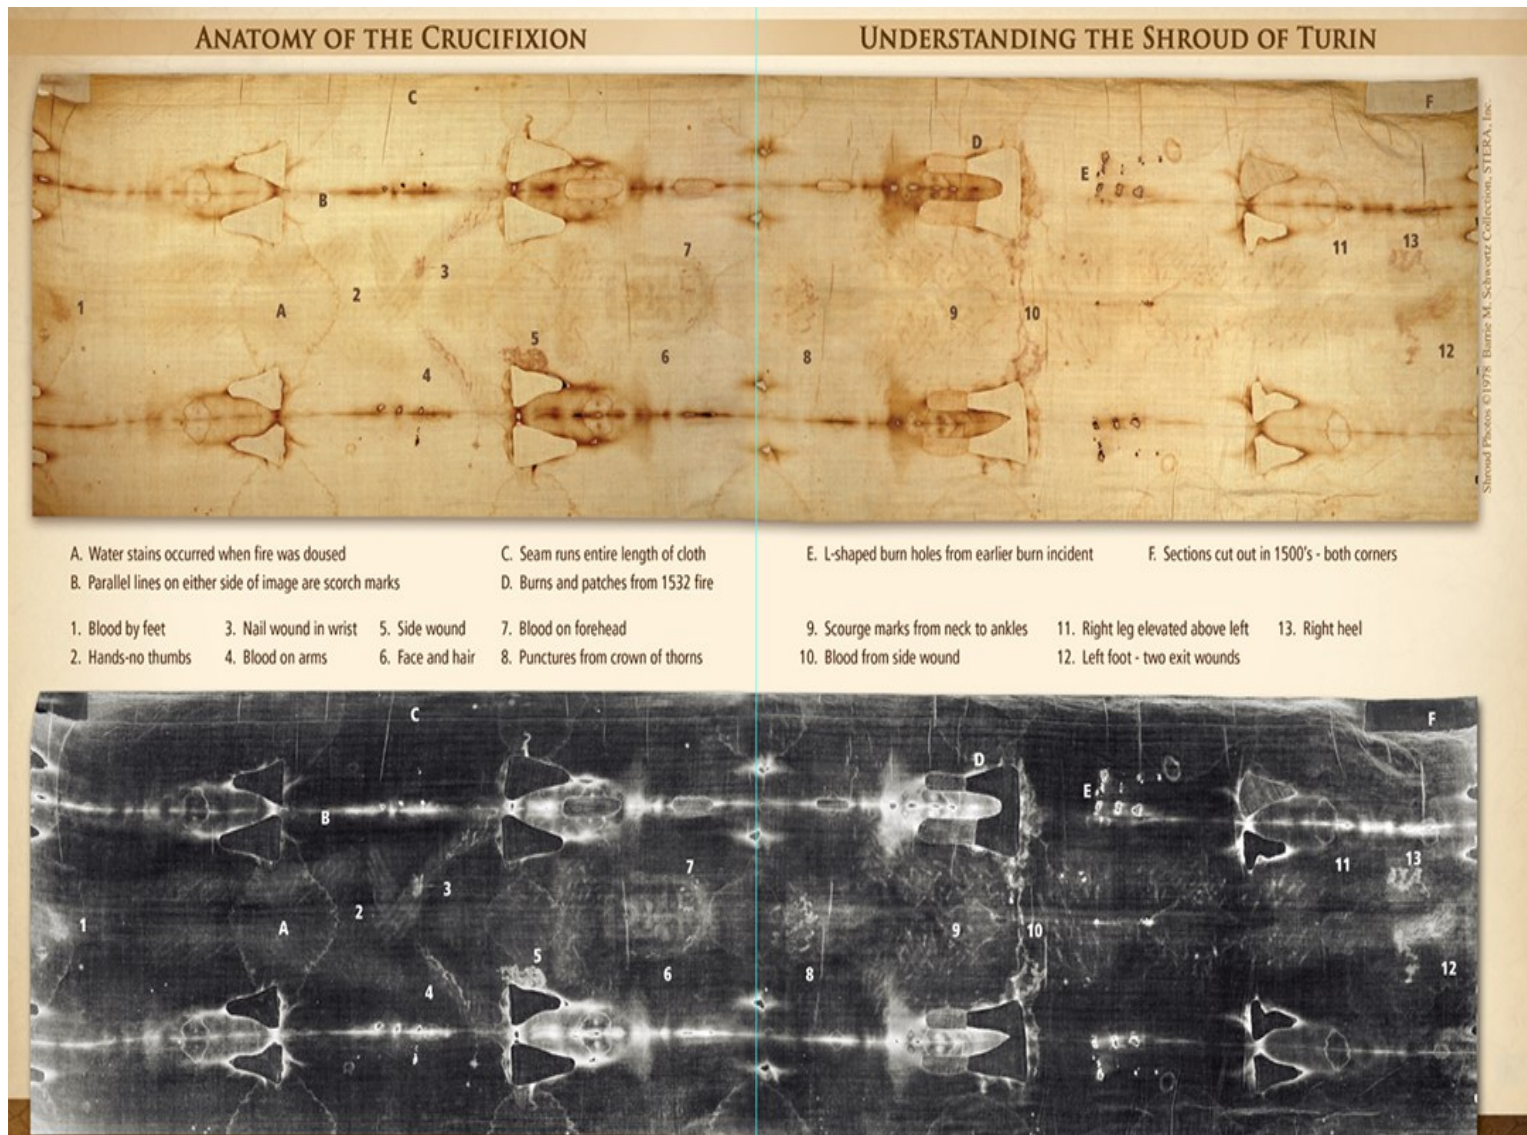 ANATOMY OF THE CRUCIFIXION
UNDERSTANDING THE SHROUD OF TURIN
C
F
D
E
B
7
11
13
3
2
1
A
9
10
5
6
8
12
4
Shroud Photos ©1978 Barrie M. Schwortz Collection, STERA, Inc.
A. Water stains occurred when fire was doused
B. Parallel lines on either side of image are scorch marks
C. Seam runs entire length of cloth
D. Burns and patches from 1532 fire
E. L-shaped burn holes from earlier burn incident
F. Sections cut out in 1500's - both corners
1. Blood by feet
2. Hands-no thumbs
3. Nail wound in wrist
4. Blood on arms
5. Side wound
6. Face and hair
7. Blood on forehead
8. Punctures from crown of thorns
9. Scourge marks from neck to ankles
10. Blood from side wound
11. Right leg elevated above left
12. Left foot - two exit wounds
13. Right heel
C
F
D
E
B
7
11
13
3
2
1
A
9
10
5
6
8
12
4